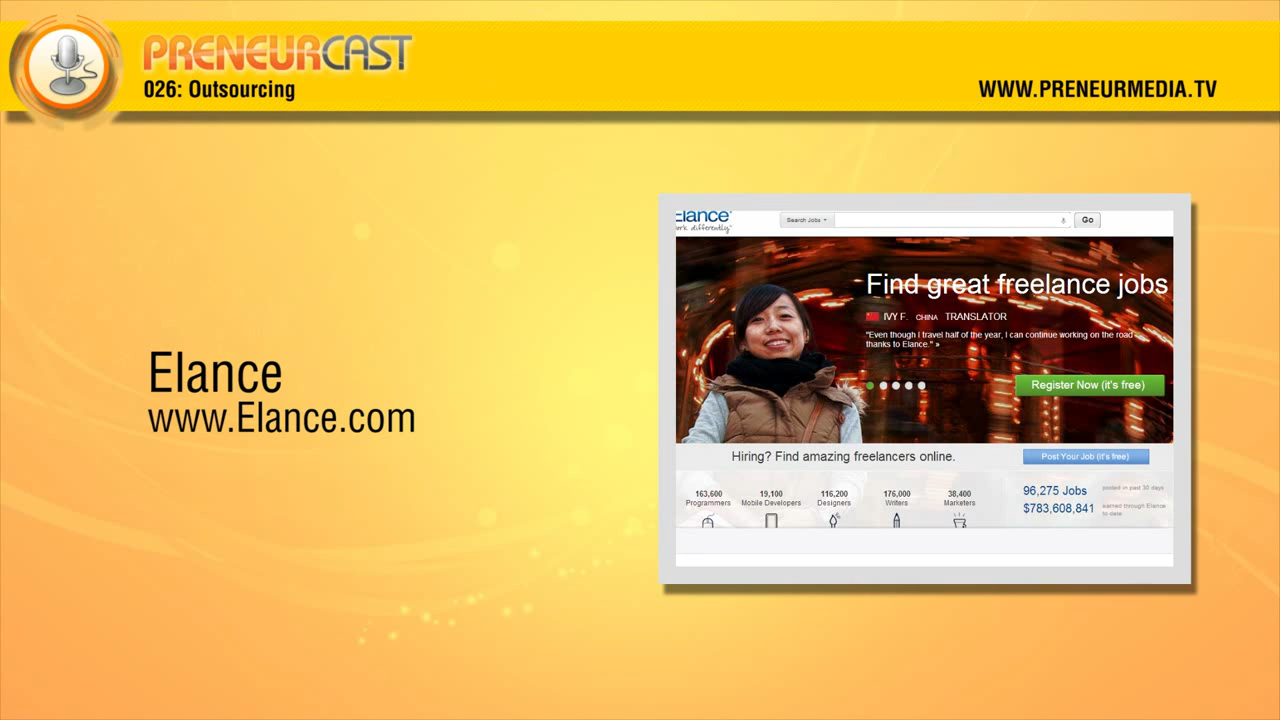 PRENEURCAST
026: Outsourcing
WWW.PRENEURMEDIA.TV
Elance
www.Elance.com
Elance
work differently
Search Jobs
Go
Find great freelance jobs
IVY F. CHINA TRANSLATOR
"Even though I travel half of the year, I can continue working on the road
thanks to Elance." »
Register Now (it's free)
Hiring? Find amazing freelancers online.
Post Your Job (it's free)
163,600 19,100 116,200 176,000 38,400
Programmers Mobile Developers Designers Writers Marketers
96,275 Jobs posted in past 30 days
$783,608,841 earned through Elance
to date